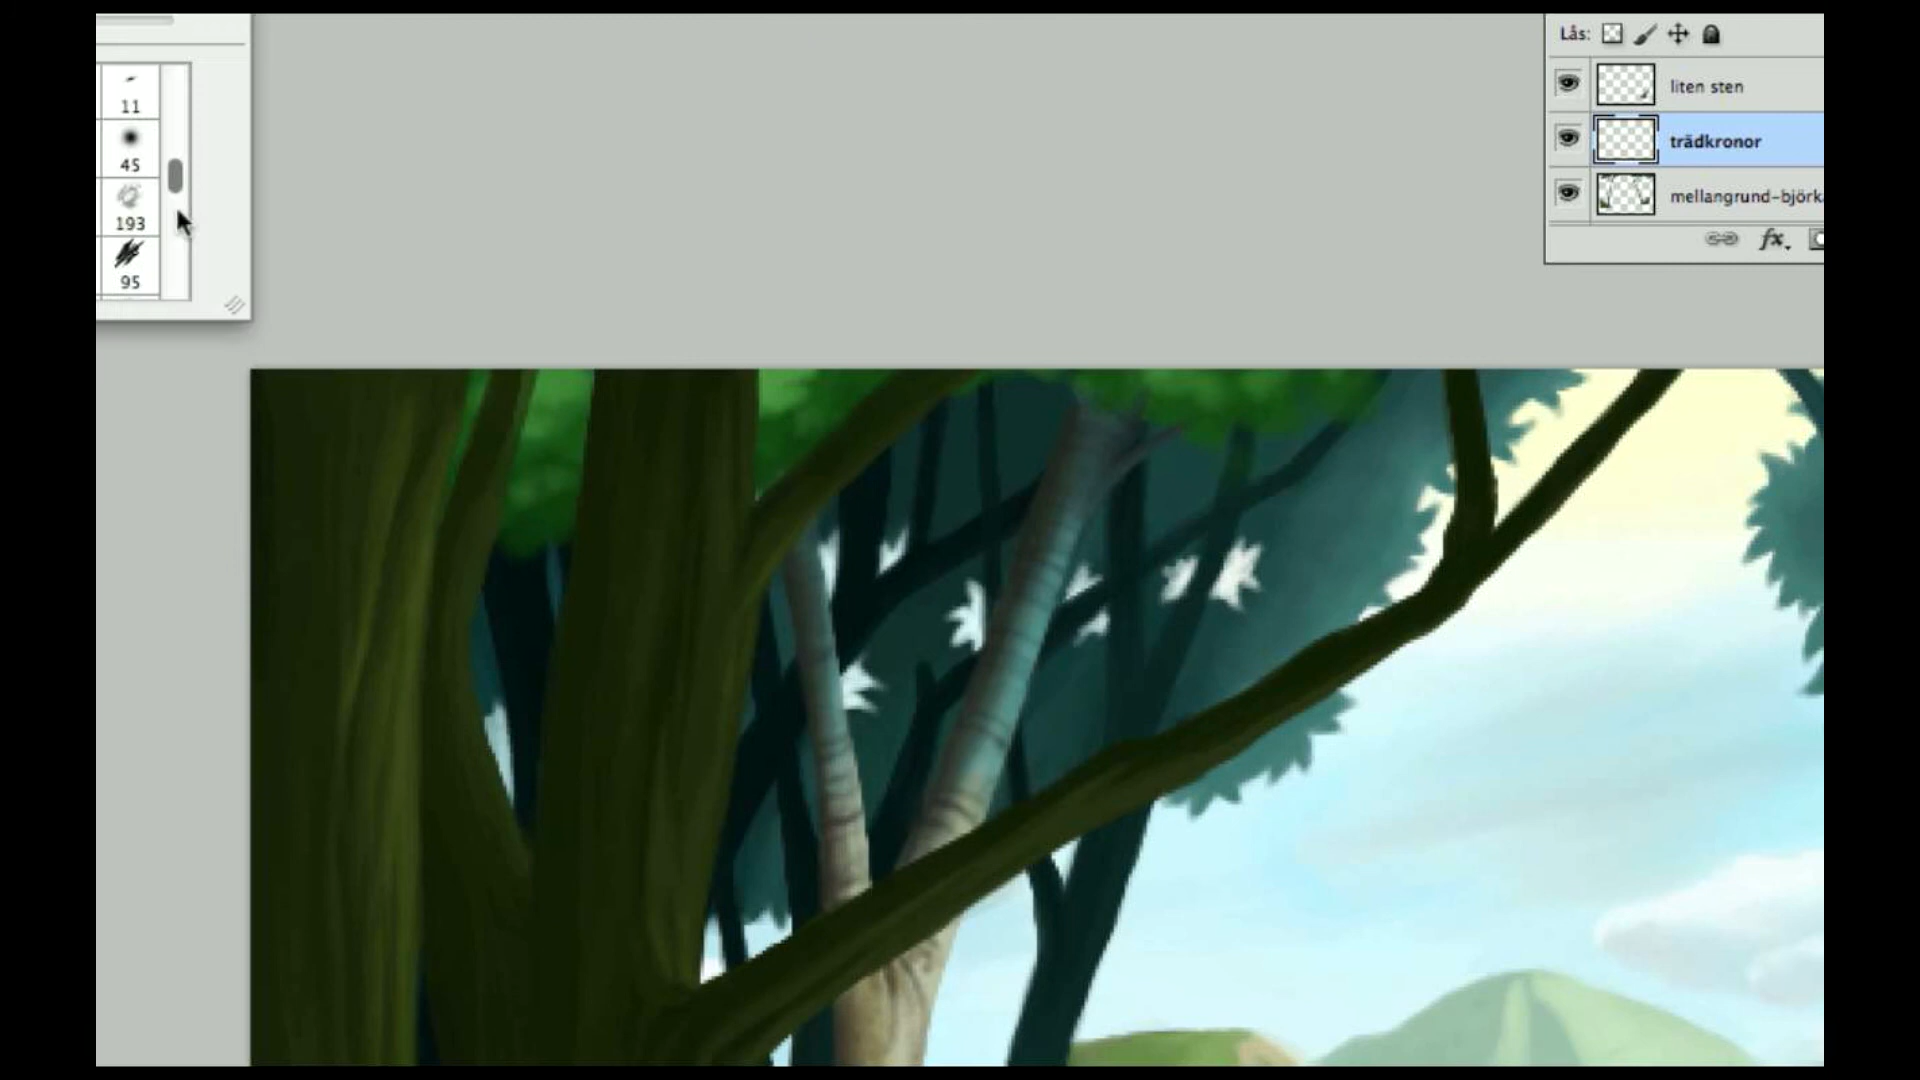 11
45
193
95
Lås:
liten sten
trädkronor
mellangrund-björk
fx.